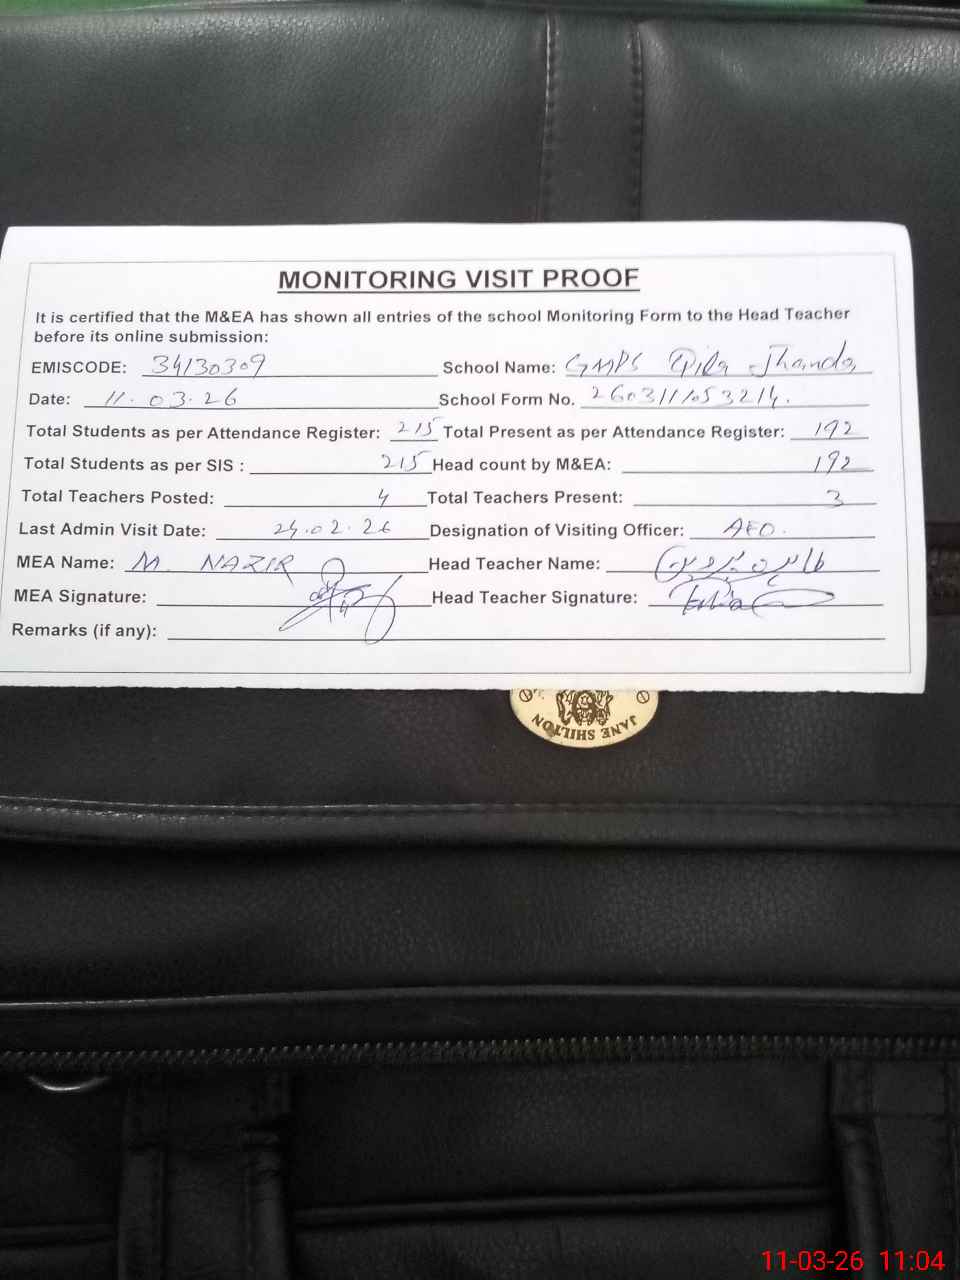 MONITORING VISIT PROOF
It is certified that the M&EA has shown all entries of the school Monitoring Form to the Head Teacher
before its online submission:
EMISCODE: 34130309 School Name: GMPS Qila Jhanda
Date: 11.03.26 School Form No. 2603111053214.
Total Students as per Attendance Register: 215 Total Present as per Attendance Register: 192
Total Students as per SIS : 215 Head count by M&EA: 192
Total Teachers Posted: 4 Total Teachers Present: 3
Last Admin Visit Date: 24.02.26 Designation of Visiting Officer: AEO.
MEA Name: M. NAZIR Head Teacher Name: طاہرہ پروین
MEA Signature: Head Teacher Signature:
Remarks (if any):
JANE SHILTON
11-03-26 11:04